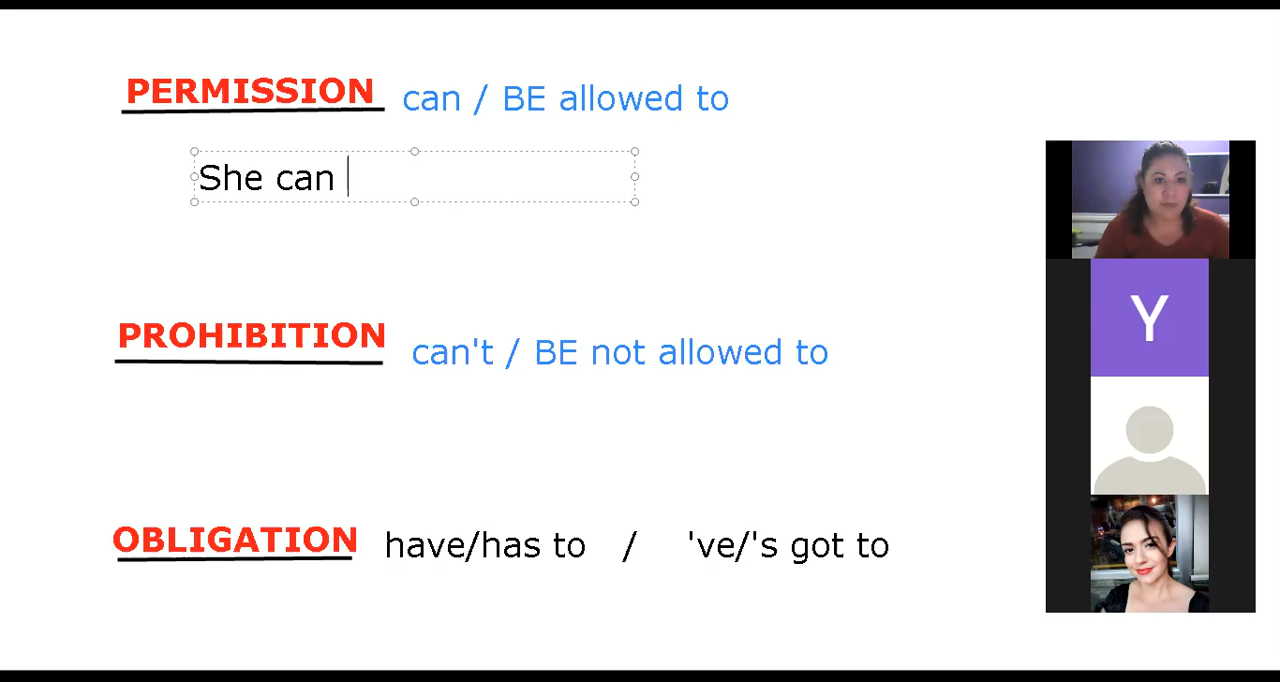 PERMISSION can / BE allowed to
She can
PROHIBITION can't / BE not allowed to
OBLIGATION have/has to / 've/'s got to
Y